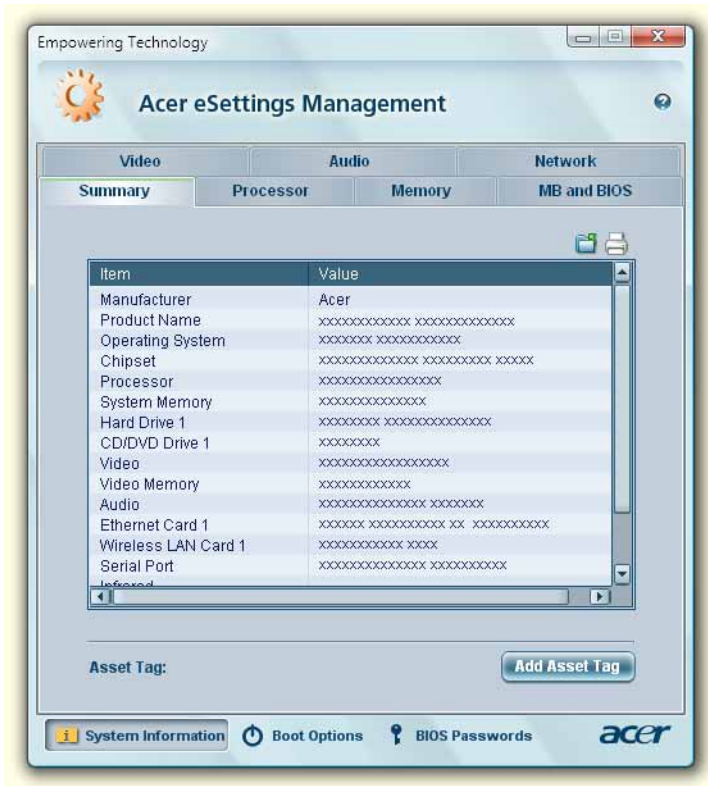 Empowering Technology
Acer eSettings Management
Video Audio Network
Summary Processor Memory MB and BIOS
Item Value
Manufacturer Acer
Product Name xxxxxxxxxxxx xxxxxxxxxxxxx
Operating System xxxxxxx xxxxxxxxxxx
Chipset xxxxxxxxxxxxx xxxxxxxxx xxxxx
Processor xxxxxxxxxxxxxxxx
System Memory xxxxxxxxxxxxxx
Hard Drive 1 xxxxxxxx xxxxxxxxxxxxxx
CD/DVD Drive 1 xxxxxxxx
Video xxxxxxxxxxxxxxxxx
Video Memory xxxxxxxxxxxx
Audio xxxxxxxxxxxxxx xxxxxxx
Ethernet Card 1 xxxxxx xxxxxxxxxx xx xxxxxxxxxx
Wireless LAN Card 1 xxxxxxxxxxx xxxx
Serial Port xxxxxxxxxxxxxx xxxxxxxxxx
Infrared
Asset Tag: Add Asset Tag
System Information Boot Options BIOS Passwords acer